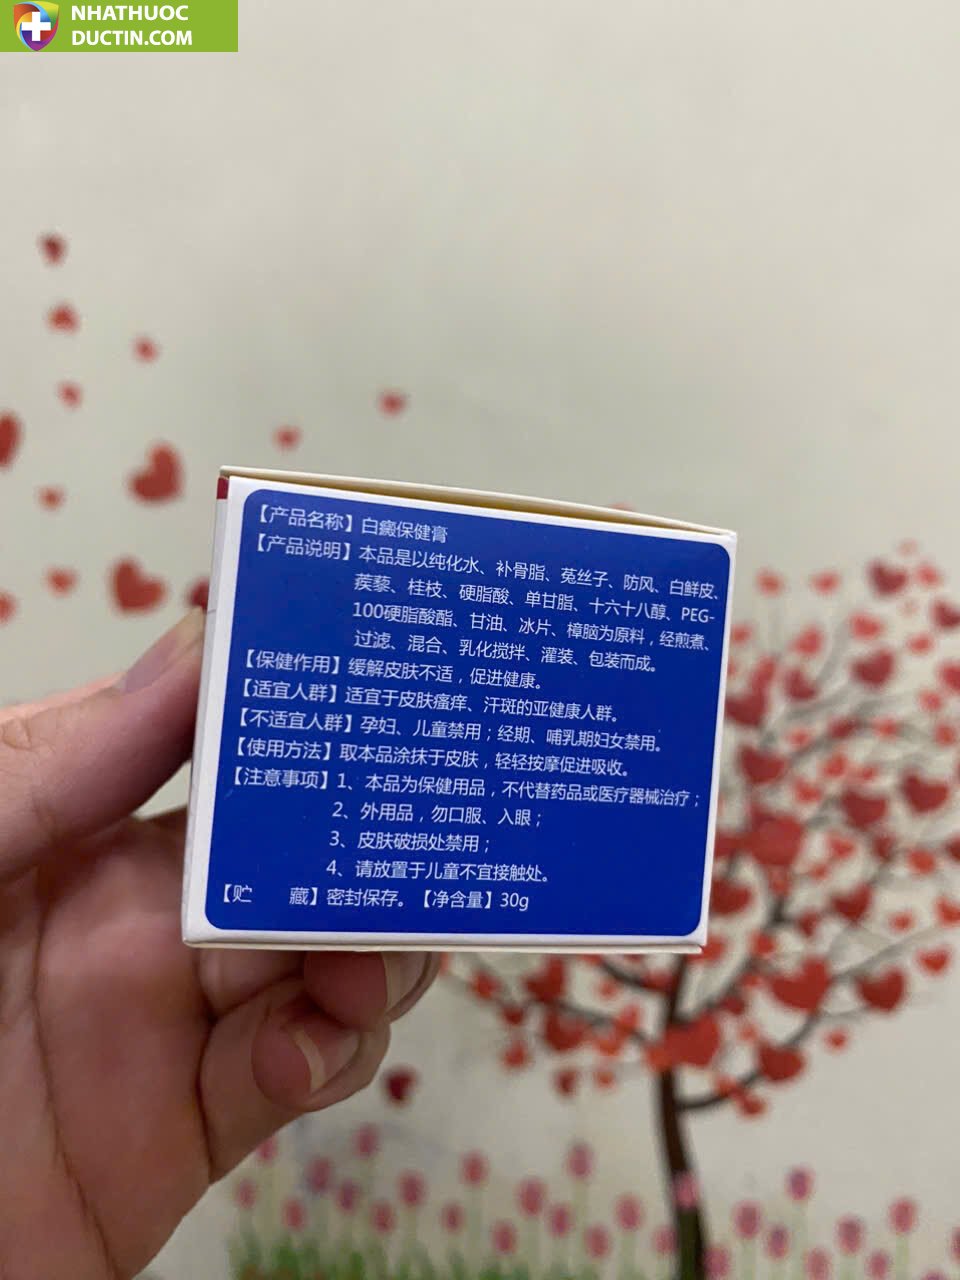 NHATHUOC
DUCTIN.COM
【产品名称】白癜保健膏
【产品说明】本品是以纯化水、补骨脂、菟丝子、防风、白鲜皮、
蒺藜、桂枝、硬脂酸、单甘脂、十六十八醇、PEG-
100硬脂酸酯、甘油、冰片、樟脑为原料，经煎煮、
过滤、混合、乳化搅拌、灌装、包装而成。
【保健作用】缓解皮肤不适，促进健康。
【适宜人群】适宜于皮肤瘙痒、汗斑的亚健康人群。
【不适宜人群】孕妇、儿童禁用；经期、哺乳期妇女禁用。
【使用方法】取本品涂抹于皮肤，轻轻按摩促进吸收。
【注意事项】1、本品为保健用品，不代替药品或医疗器械治疗；
2、外用品，勿口服、入眼；
3、皮肤破损处禁用；
4、请放置于儿童不宜接触处。
【贮 藏】密封保存。【净含量】30g